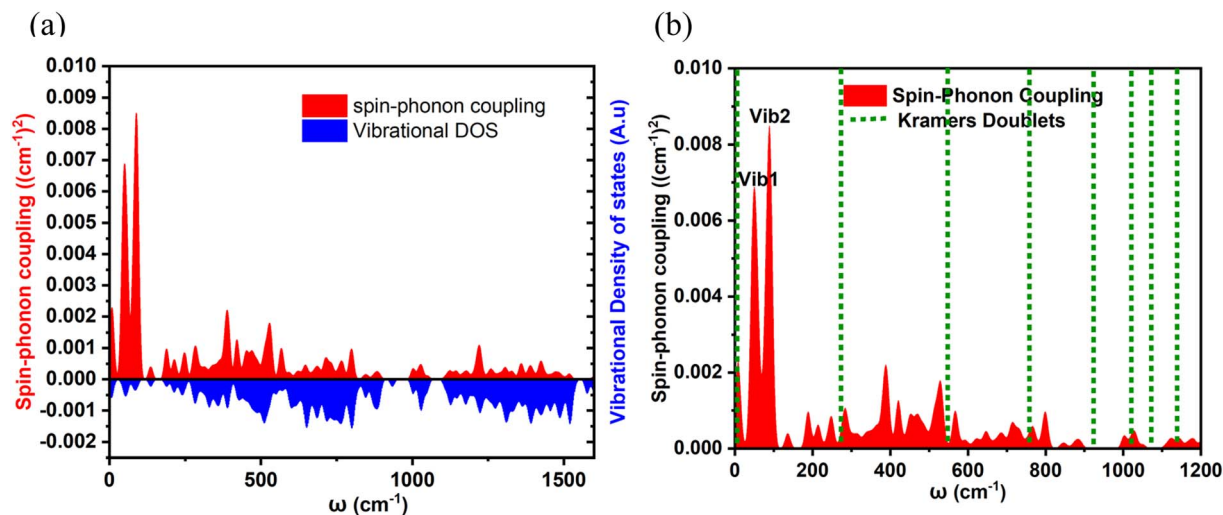 (a)
0.010
0.009
0.008
0.007
0.006
0.005
0.004
0.003
0.002
0.001
0.000
-0.001
-0.002
Spin-phonon coupling ((cm⁻¹)²)
spin-phonon coupling
Vibrational DOS
Vibrational Density of states (A.u)
0 500 1000 1500
ω (cm⁻¹)
(b)
0.010
0.008
0.006
0.004
0.002
0.000
Spin-phonon coupling ((cm⁻¹)²)
Spin-Phonon Coupling
Kramers Doublets
Vib2
Vib1
0 200 400 600 800 1000 1200
ω (cm⁻¹)